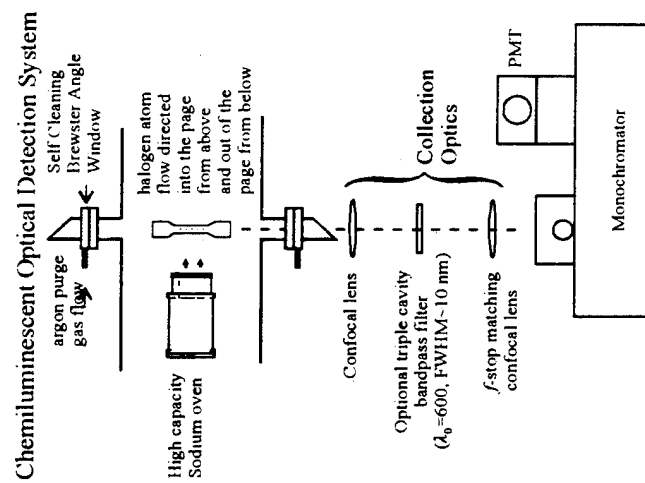 Chemiluminescent Optical Detection System
argon purge
gas flow
Self Cleaning
Brewster Angle
Window
halogen atom
flow directed
into the page
from above
and out of the
page from below
High capacity
Sodium oven
Confocal lens
Optional triple cavity
bandpass filter
(λ₀=600, FWHM~10 nm)
f-stop matching
confocal lens
Collection
Optics
PMT
Monochromator